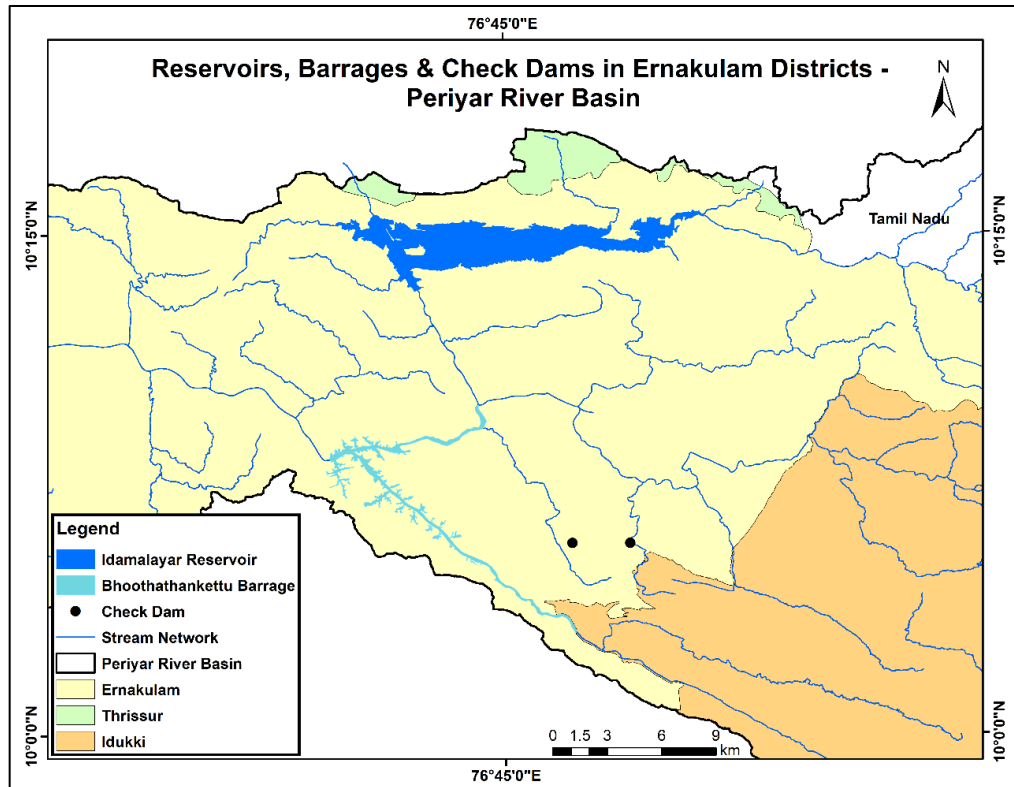 76°45'0"E
Reservoirs, Barrages & Check Dams in Ernakulam Districts -
Periyar River Basin
N
Tamil Nadu
10°15'0"N
10°15'0"N
Legend
Idamalayar Reservoir
Bhoothathankettu Barrage
Check Dam
Stream Network
Periyar River Basin
Ernakulam
Thrissur
Idukki
10°0'0"N
10°0'0"N
0 1.5 3 6 9
km
76°45'0"E